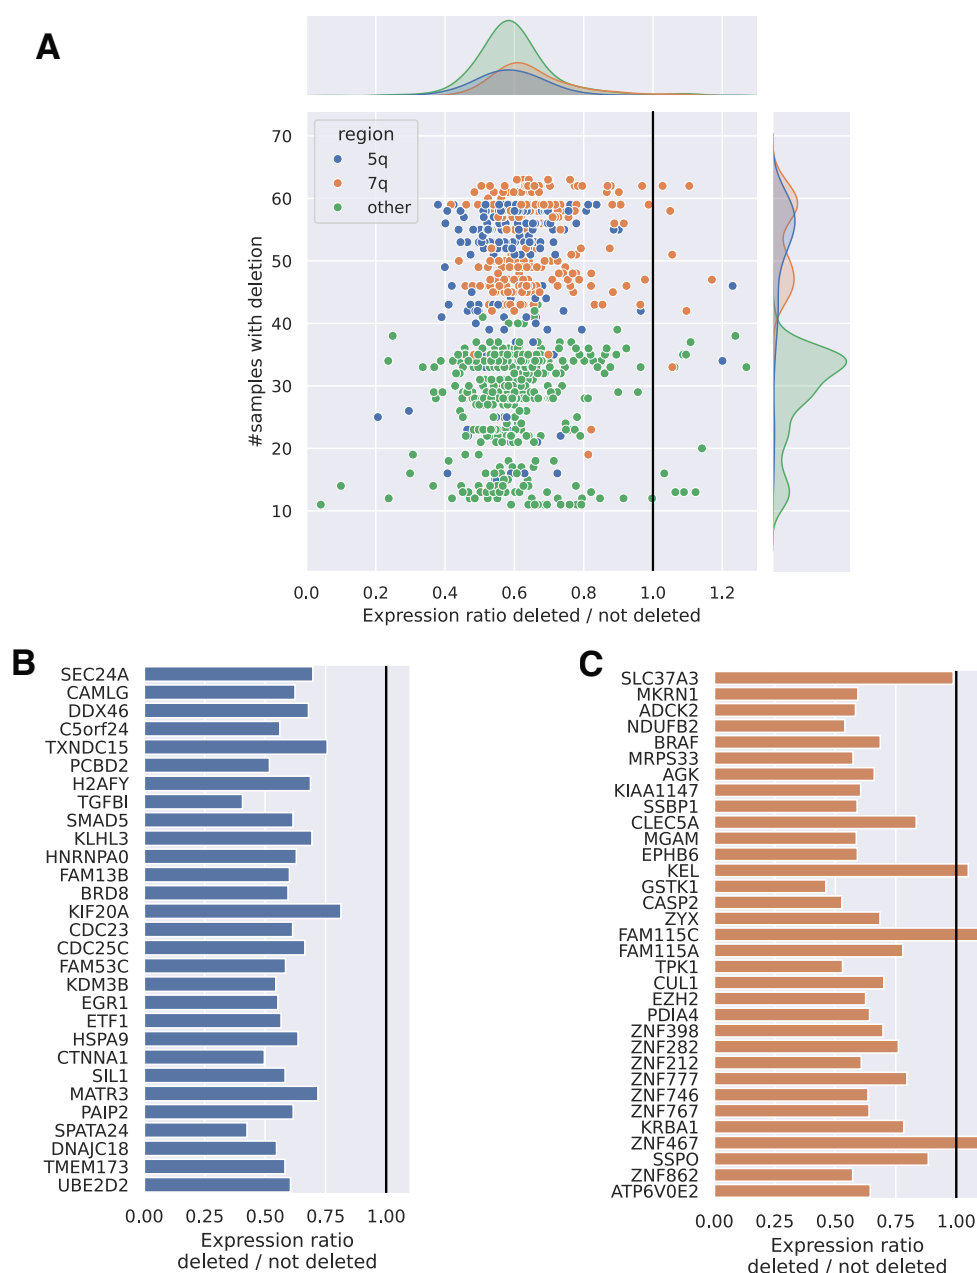 A
region
5q
7q
other
70
60
50
40
30
20
10
#samples with deletion
0.0 0.2 0.4 0.6 0.8 1.0 1.2
Expression ratio deleted / not deleted
B
SEC24A
CAMLG
DDX46
C5orf24
TXNDC15
PCBD2
H2AFY
TGFBI
SMAD5
KLHL3
HNRNPA0
FAM13B
BRD8
KIF20A
CDC23
CDC25C
FAM53C
KDM3B
EGR1
ETF1
HSPA9
CTNNA1
SIL1
MATR3
PAIP2
SPATA24
DNAJC18
TMEM173
UBE2D2
0.00 0.25 0.50 0.75 1.00
Expression ratio
deleted / not deleted
C
SLC37A3
MKRN1
ADCK2
NDUFB2
BRAF
MRPS33
AGK
KIAA1147
SSBP1
CLEC5A
MGAM
EPHB6
KEL
GSTK1
CASP2
ZYX
FAM115C
FAM115A
TPK1
CUL1
EZH2
PDIA4
ZNF398
ZNF282
ZNF212
ZNF777
ZNF746
ZNF767
KRBA1
ZNF467
SSPO
ZNF862
ATP6V0E2
0.00 0.25 0.50 0.75 1.00
Expression ratio
deleted / not deleted